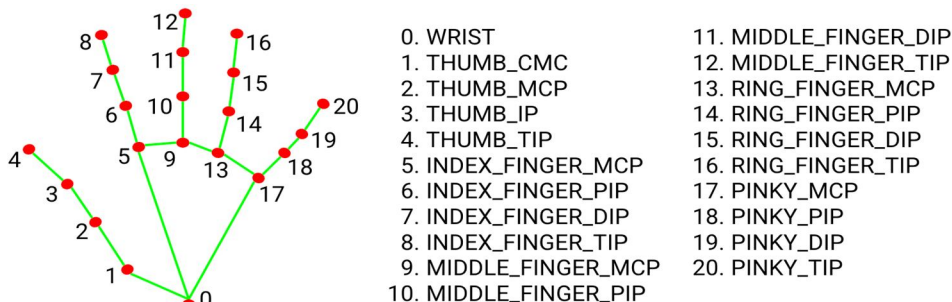 12
8
16
11
7
15
20
10
6
14
19
4
5
9
13
18
3
17
2
1
0
0. WRIST
1. THUMB_CMC
2. THUMB_MCP
3. THUMB_IP
4. THUMB_TIP
5. INDEX_FINGER_MCP
6. INDEX_FINGER_PIP
7. INDEX_FINGER_DIP
8. INDEX_FINGER_TIP
9. MIDDLE_FINGER_MCP
10. MIDDLE_FINGER_PIP
11. MIDDLE_FINGER_DIP
12. MIDDLE_FINGER_TIP
13. RING_FINGER_MCP
14. RING_FINGER_PIP
15. RING_FINGER_DIP
16. RING_FINGER_TIP
17. PINKY_MCP
18. PINKY_PIP
19. PINKY_DIP
20. PINKY_TIP